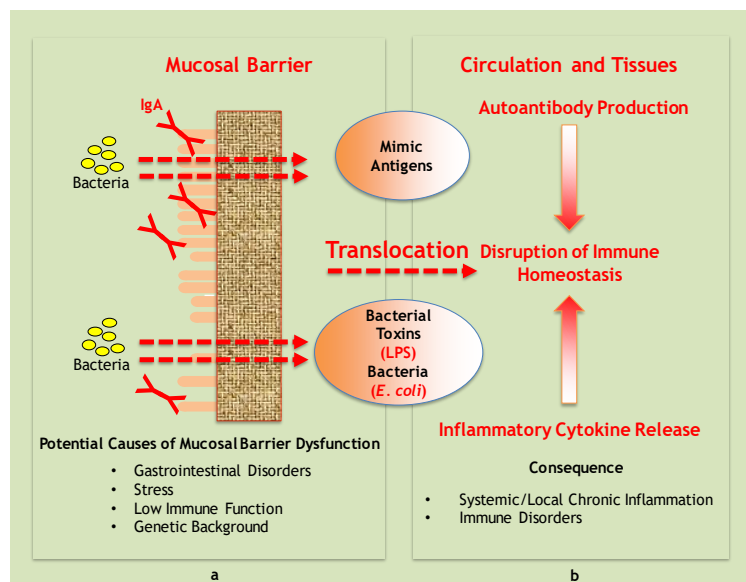 Mucosal Barrier
IgA
Bacteria
Bacteria
Potential Causes of Mucosal Barrier Dysfunction
• Gastrointestinal Disorders
• Stress
• Low Immune Function
• Genetic Background
a
Mimic
Antigens
Translocation
Bacterial
Toxins
(LPS)
Bacteria
(E. coli)
Circulation and Tissues
Autoantibody Production
Disruption of Immune
Homeostasis
Inflammatory Cytokine Release
Consequence
• Systemic/Local Chronic Inflammation
• Immune Disorders
b